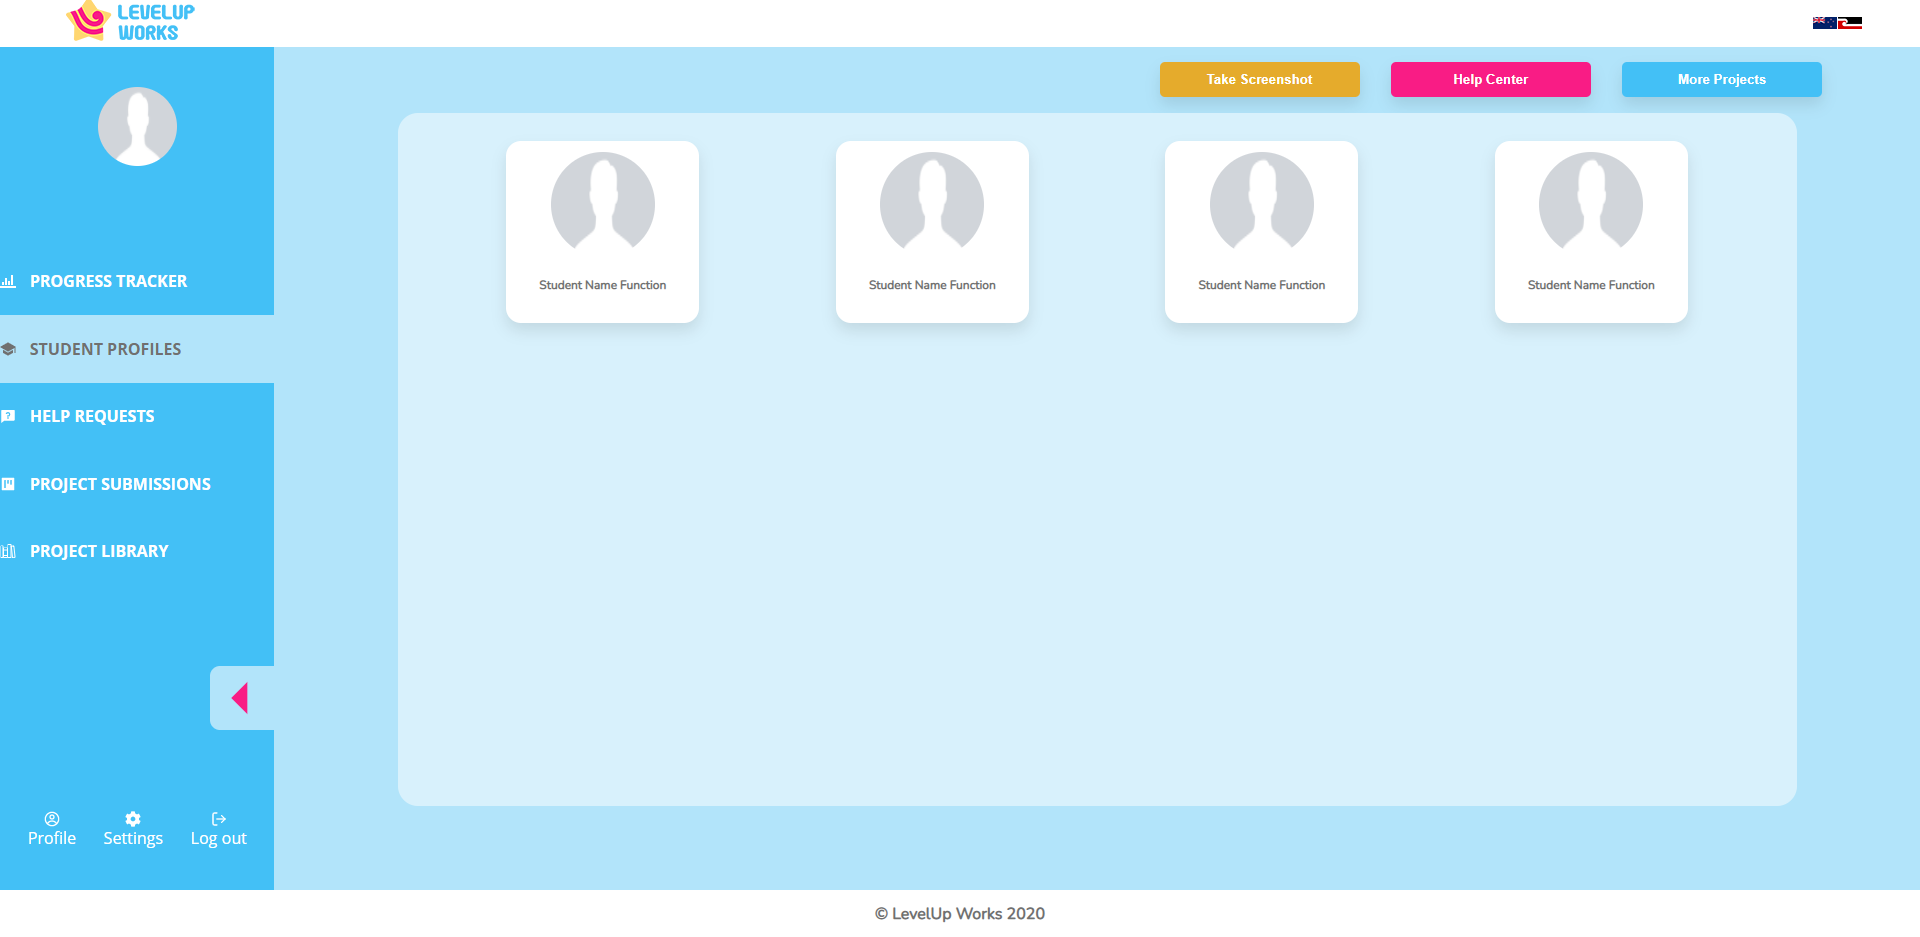 LEVELUP
WORKS
Take Screenshot
Help Center
More Projects
PROGRESS TRACKER
STUDENT PROFILES
HELP REQUESTS
PROJECT SUBMISSIONS
PROJECT LIBRARY
Student Name Function
Student Name Function
Student Name Function
Student Name Function
Profile
Settings
Log out
© LevelUp Works 2020